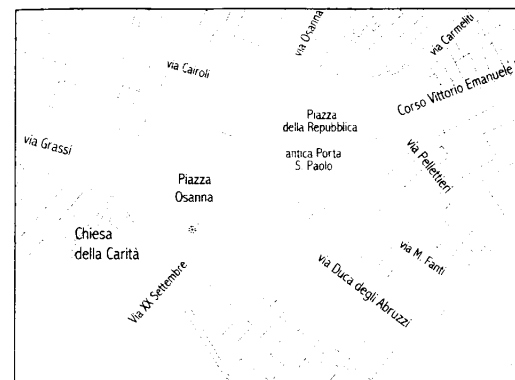 via Osanna
via Carmeliti
via Cairoli
Corso Vittorio Emanuele
Piazza
della Repubblica
via Grassi
antica Porta
S. Paolo
via Pellettieri
Piazza
Osanna
Chiesa
della Carità
via M. Fanti
via Duca degli Abruzzi
Via XX Settembre